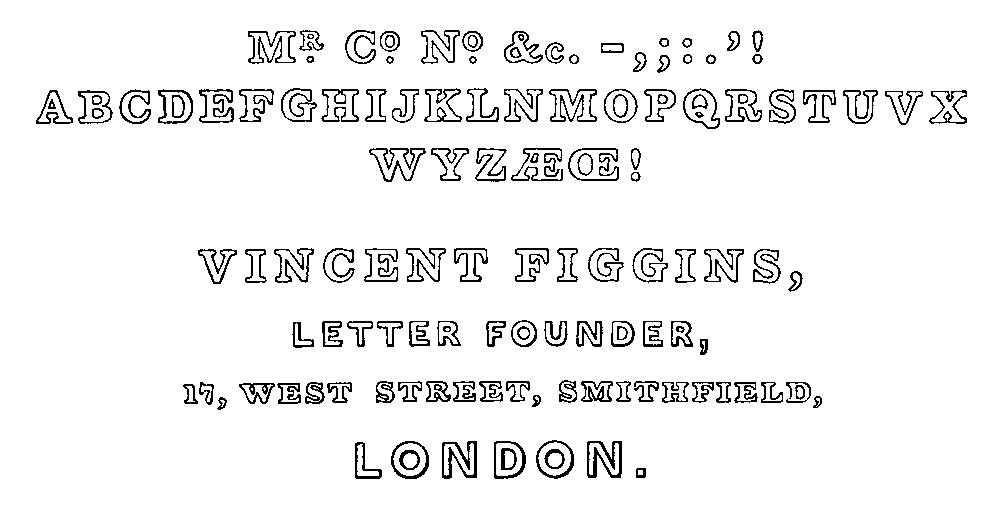 Mᴿ. Cº. Nº. &c. -,;:.’!
ABCDEFGHIJKLNMOPQRSTUVX
WYZÆŒ!
VINCENT FIGGINS,
LETTER FOUNDER,
17, WEST STREET, SMITHFIELD,
LONDON.